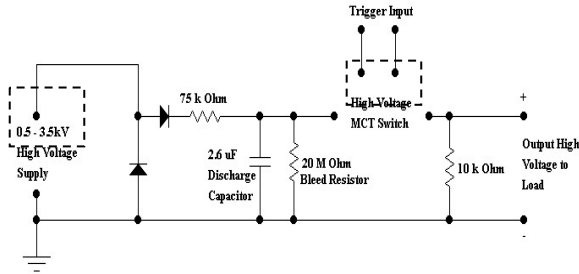 Trigger Input
75 k Ohm
High Voltage
MCT Switch
+
0.5 - 3.5kV
High Voltage
Supply
2.6 uF
Discharge
Capacitor
20 M Ohm
Bleed Resistor
10 k Ohm
Output High
Voltage to
Load
-